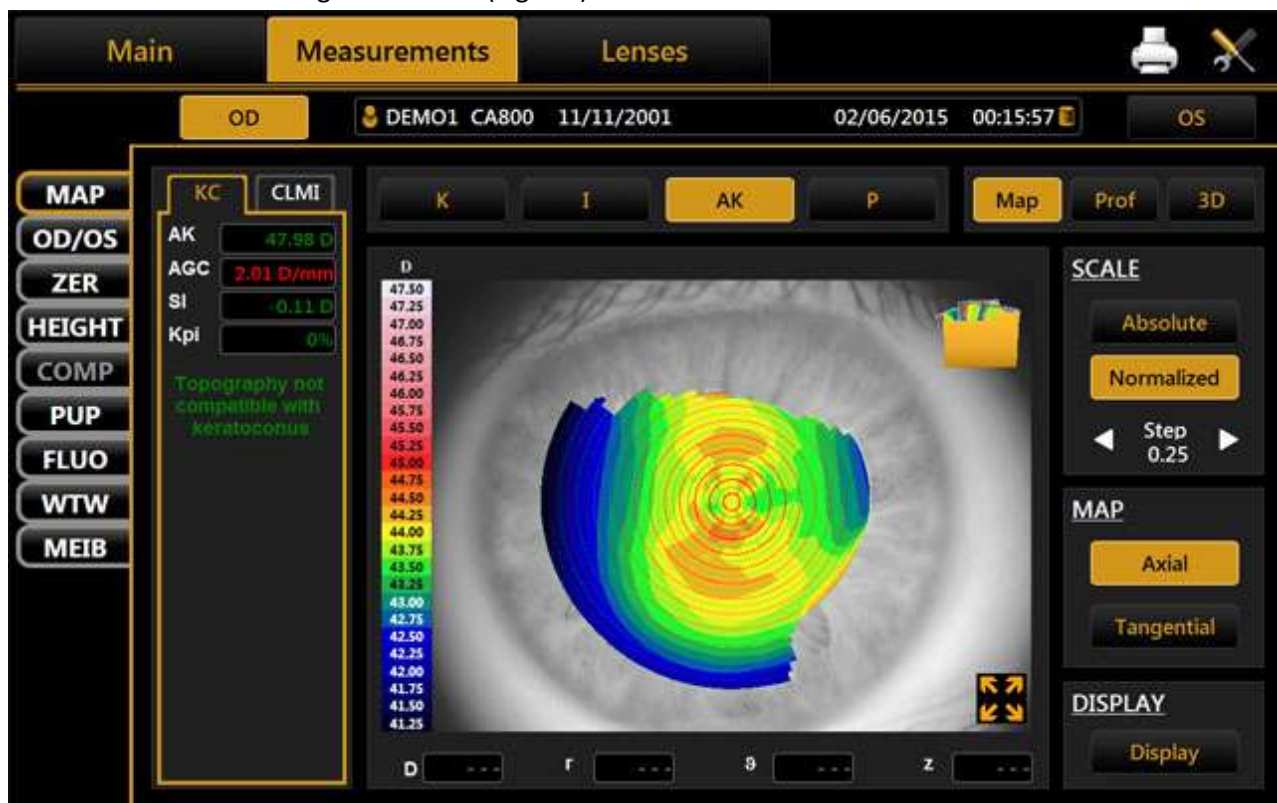 Main Measurements Lenses
OD DEMO1 CA800 11/11/2001 02/06/2015 00:15:57 OS
MAP
OD/OS
ZER
HEIGHT
COMP
PUP
FLUO
WTW
MEIB
KC CLMI
AK 47.98 D
AGC 2.01 D/mm
SI -0.11 D
Kpi 0%
Topography not
compatible with
keratoconus
K I AK P
Map Prof 3D
D
47.50
47.25
47.00
46.75
46.50
46.25
46.00
45.75
45.50
45.25
45.00
44.75
44.50
44.25
44.00
43.75
43.50
43.25
43.00
42.75
42.50
42.25
42.00
41.75
41.50
41.25
D --- r --- ϑ --- z ---
SCALE
Absolute
Normalized
Step
0.25
MAP
Axial
Tangential
DISPLAY
Display